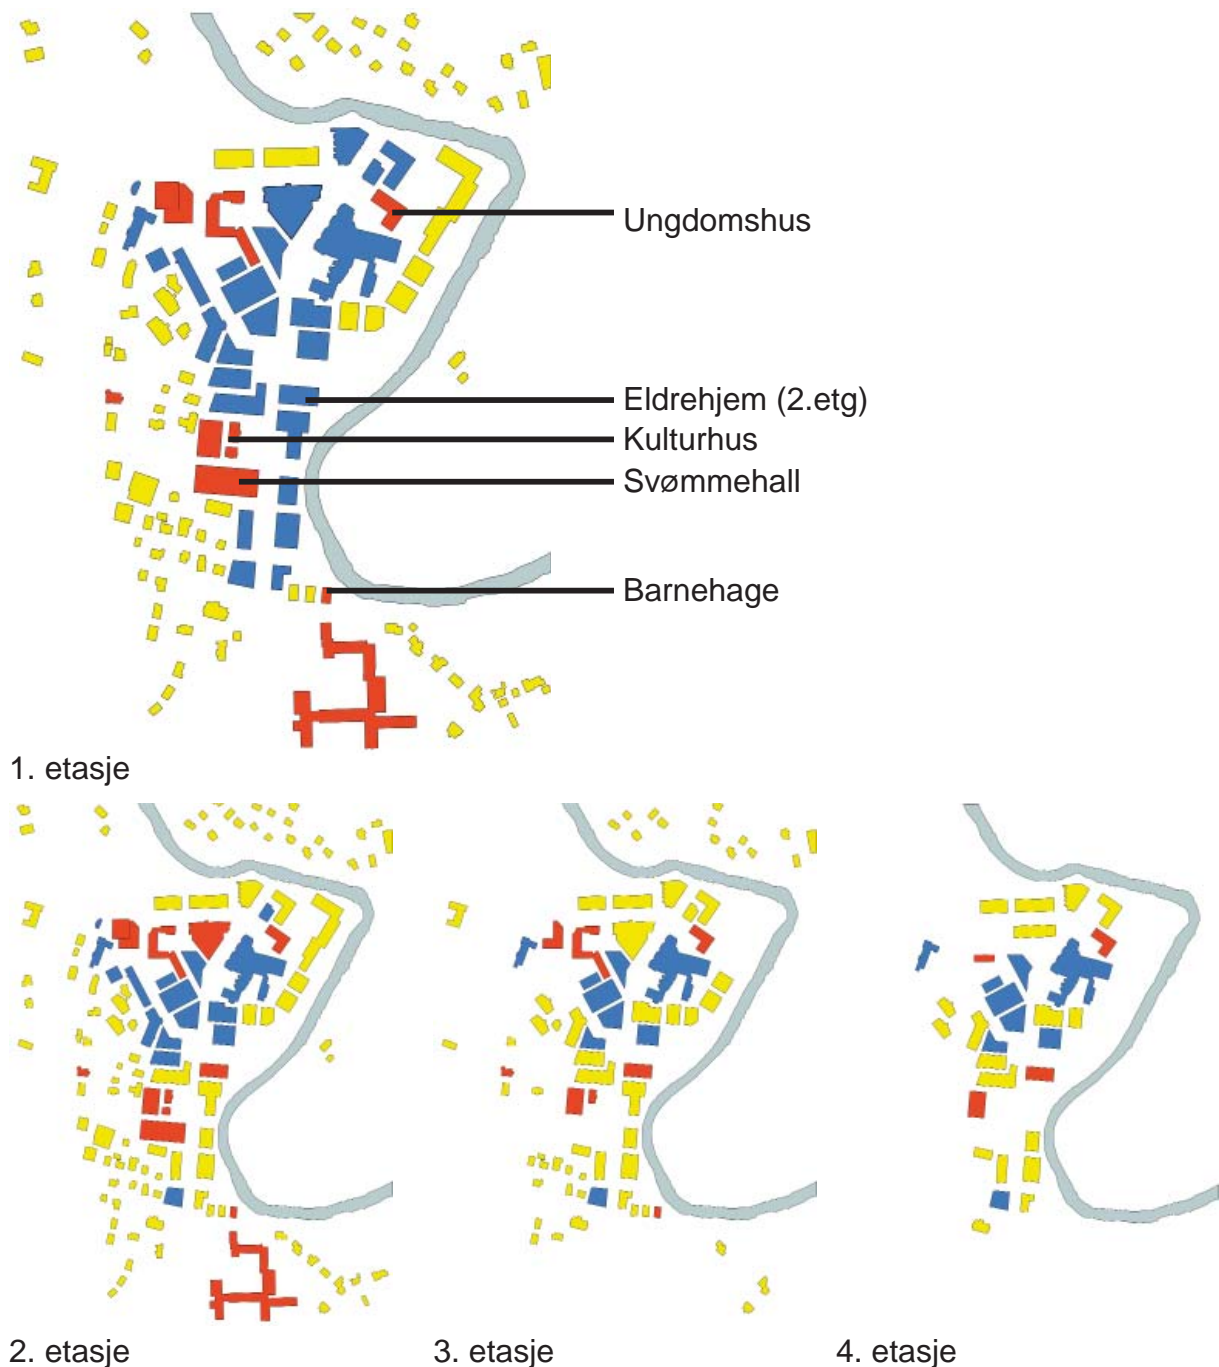 Ungdomshus
Eldrehjem (2.etg)
Kulturhus
Svømmehall
Barnehage
1. etasje
2. etasje
3. etasje
4. etasje